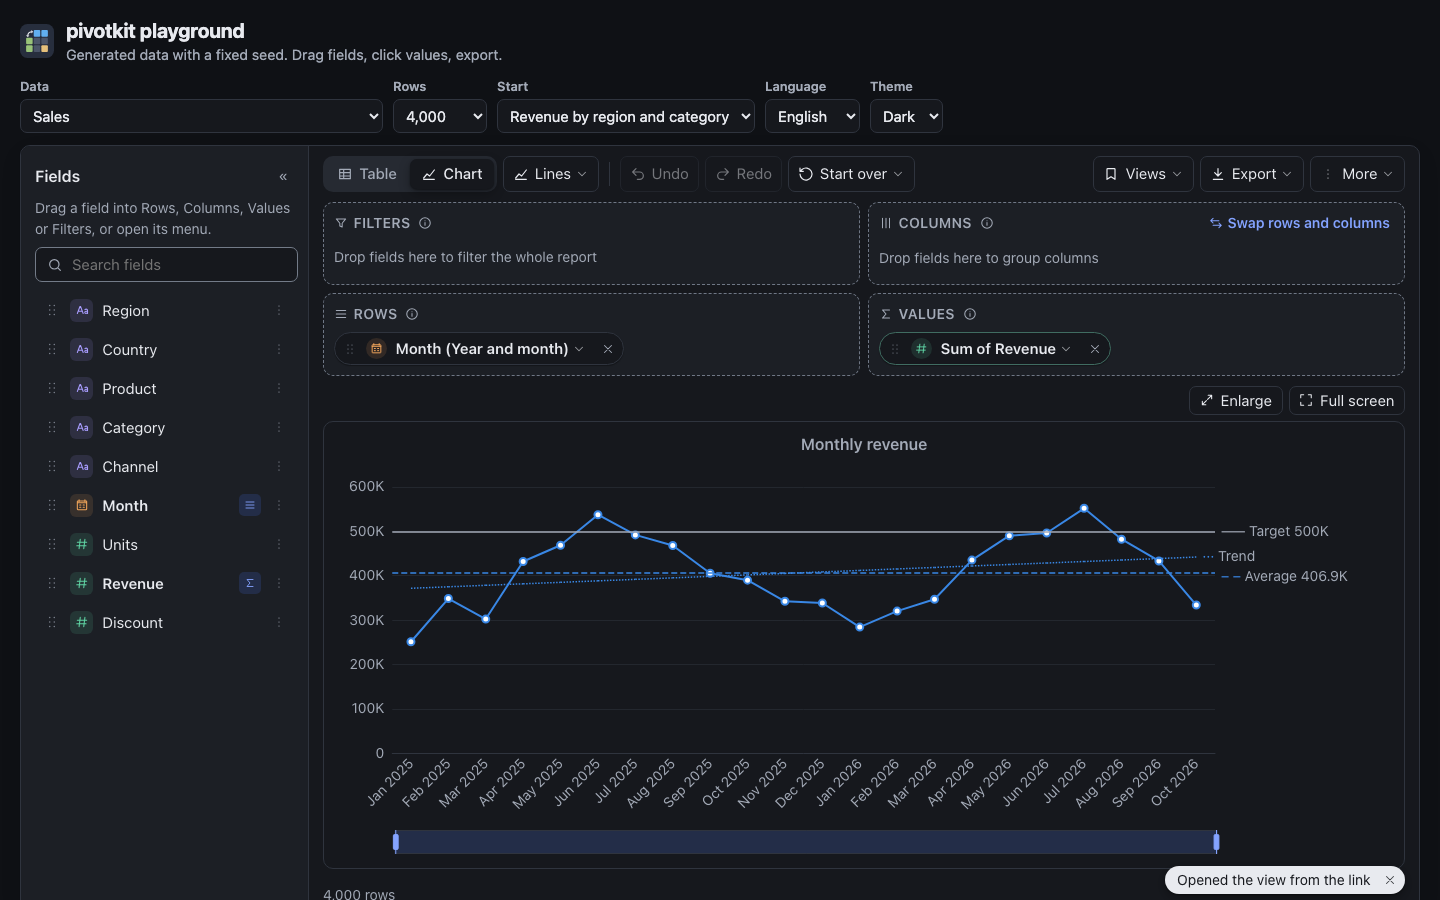 pivotkit playground
Generated data with a fixed seed. Drag fields, click values, export.
Data
Rows
Start
Language
Theme
Sales
4,000
Revenue by region and category
English
Dark
Fields
«
Drag a field into Rows, Columns, Values
or Filters, or open its menu.
Search fields
Aa Region
Aa Country
Aa Product
Aa Category
Aa Channel
Month
# Units
# Revenue Σ
# Discount
Table
Chart
Lines
Undo
Redo
Start over
Views
Export
More
FILTERS
Drop fields here to filter the whole report
COLUMNS
Swap rows and columns
Drop fields here to group columns
ROWS
Month (Year and month)
Σ VALUES
# Sum of Revenue
Enlarge
Full screen
Monthly revenue
600K
500K
400K
300K
200K
100K
0
Target 500K
Trend
Average 406.9K
Jan 2025
Feb 2025
Mar 2025
Apr 2025
May 2025
Jun 2025
Jul 2025
Aug 2025
Sep 2025
Oct 2025
Nov 2025
Dec 2025
Jan 2026
Feb 2026
Mar 2026
Apr 2026
May 2026
Jun 2026
Jul 2026
Aug 2026
Sep 2026
Oct 2026
Opened the view from the link
4,000 rows